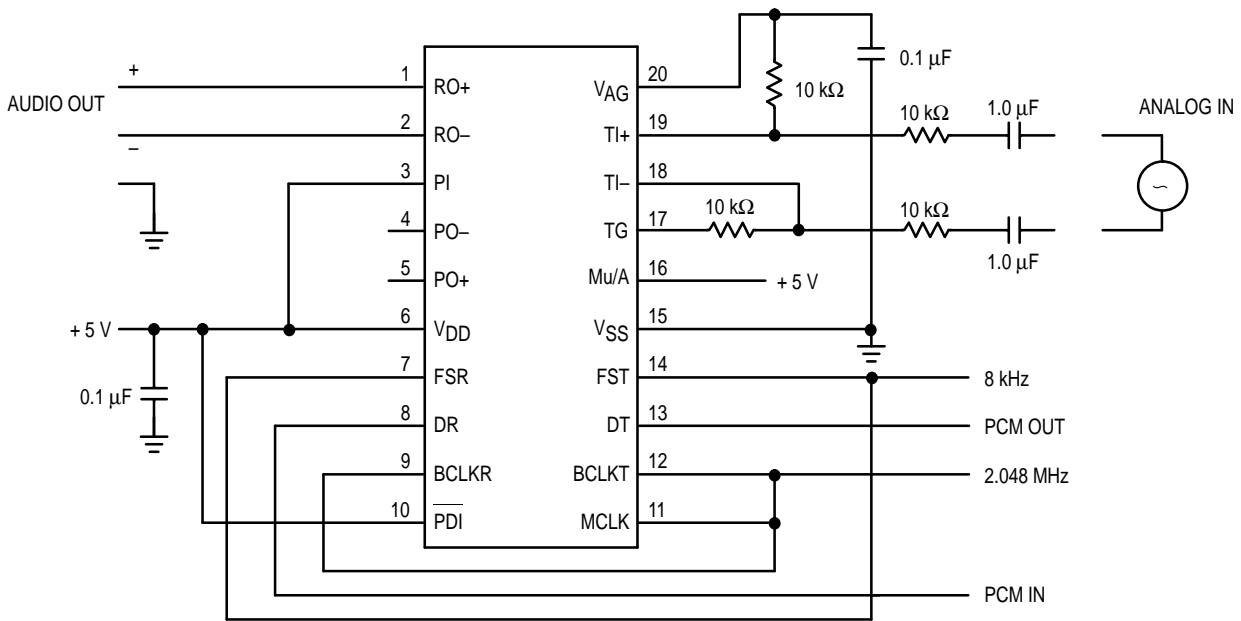 AUDIO OUT
+
–
+ 5 V
0.1 µF
1 RO+
2 RO–
3 PI
4 PO–
5 PO+
6 VDD
7 FSR
8 DR
9 BCLKR
10 PDI
VAG 20
TI+ 19
TI– 18
TG 17
Mu/A 16
VSS 15
FST 14
DT 13
BCLKT 12
MCLK 11
10 kΩ
0.1 µF
10 kΩ
1.0 µF
ANALOG IN
~
10 kΩ
10 kΩ
1.0 µF
+ 5 V
8 kHz
PCM OUT
2.048 MHz
PCM IN